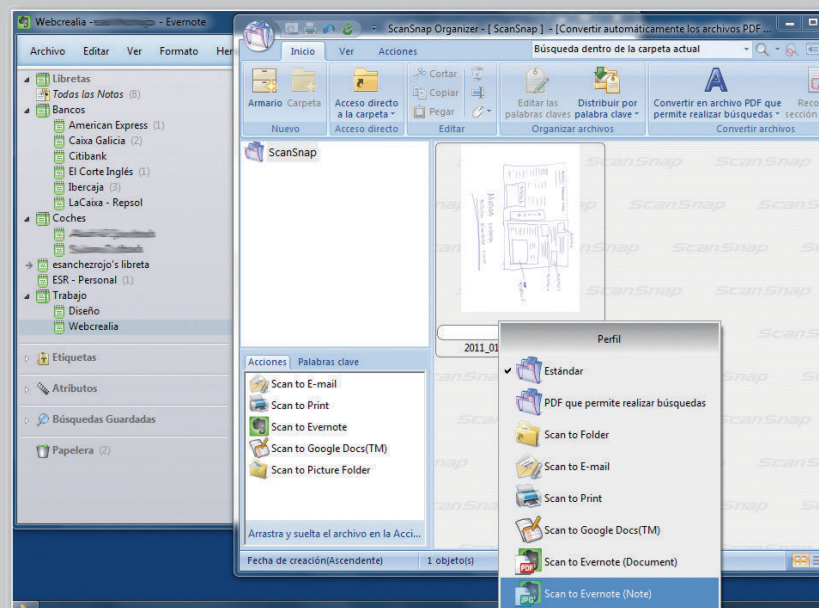 Webcrealia - - Evernote
Archivo Editar Ver Formato Her
Libretas
Todas las Notas (8)
Bancos
American Express (1)
Caixa Galicia (2)
Citibank
El Corte Inglés (1)
Ibercaja (3)
LaCaixa - Repsol
Coches
esanchezrojo's libreta
ESR - Personal (1)
Trabajo
Diseño
Webcrealia
Etiquetas
Atributos
Búsquedas Guardadas
Papelera (2)
ScanSnap Organizer - [ ScanSnap ] - [Convertir automáticamente los archivos PDF ...
Inicio Ver Acciones
Búsqueda dentro de la carpeta actual
Armario Carpeta
Nuevo
Acceso directo
a la carpeta
Acceso directo
Cortar
Copiar
Pegar
Editar
Editar las
palabras claves
Distribuir por
palabra clave
Organizar archivos
Convertir en archivo PDF que
permite realizar búsquedas
Reco
sección
Convertir archivos
ScanSnap
2011_01
Acciones Palabras clave
Scan to E-mail
Scan to Print
Scan to Evernote
Scan to Google Docs(TM)
Scan to Picture Folder
Arrastra y suelta el archivo en la Acci...
Fecha de creación(Ascendente) 1 objeto(s)
Perfil
Estándar
PDF que permite realizar búsquedas
Scan to Folder
Scan to E-mail
Scan to Print
Scan to Google Docs(TM)
Scan to Evernote (Document)
Scan to Evernote (Note)